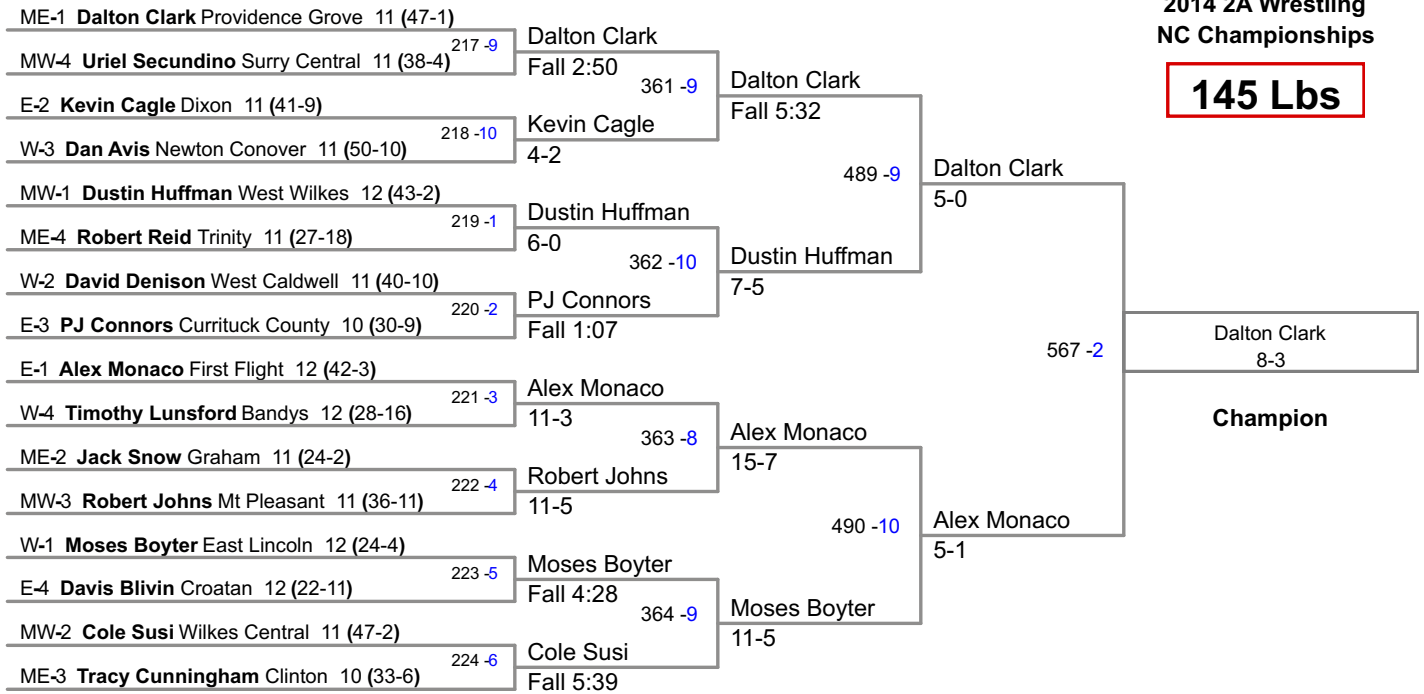 2014 2A Wrestling
NC Championships
145 Lbs
ME-1 Dalton Clark Providence Grove 11 (47-1)
217 -9
MW-4 Uriel Secundino Surry Central 11 (38-4)
E-2 Kevin Cagle Dixon 11 (41-9)
218 -10
W-3 Dan Avis Newton Conover 11 (50-10)
MW-1 Dustin Huffman West Wilkes 12 (43-2)
219 -1
ME-4 Robert Reid Trinity 11 (27-18)
W-2 David Denison West Caldwell 11 (40-10)
220 -2
E-3 PJ Connors Currituck County 10 (30-9)
E-1 Alex Monaco First Flight 12 (42-3)
221 -3
W-4 Timothy Lunsford Bandys 12 (28-16)
ME-2 Jack Snow Graham 11 (24-2)
222 -4
MW-3 Robert Johns Mt Pleasant 11 (36-11)
W-1 Moses Boyter East Lincoln 12 (24-4)
223 -5
E-4 Davis Blivin Croatan 12 (22-11)
MW-2 Cole Susi Wilkes Central 11 (47-2)
224 -6
ME-3 Tracy Cunningham Clinton 10 (33-6)
Dalton Clark
Fall 2:50
361 -9
Kevin Cagle
4-2
Dustin Huffman
6-0
362 -10
PJ Connors
Fall 1:07
Alex Monaco
11-3
363 -8
Robert Johns
11-5
Moses Boyter
Fall 4:28
364 -9
Cole Susi
Fall 5:39
Dalton Clark
Fall 5:32
489 -9
Dustin Huffman
7-5
Alex Monaco
15-7
490 -10
Moses Boyter
11-5
Dalton Clark
5-0
567 -2
Alex Monaco
5-1
Dalton Clark
8-3
Champion